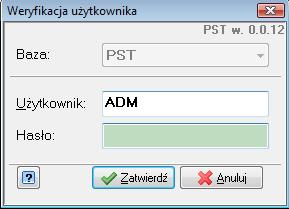 Weryfikacja użytkownika
PST w. 0.0.12
Baza: PST
Użytkownik: ADM
Hasło:
? Zatwierdź Anuluj